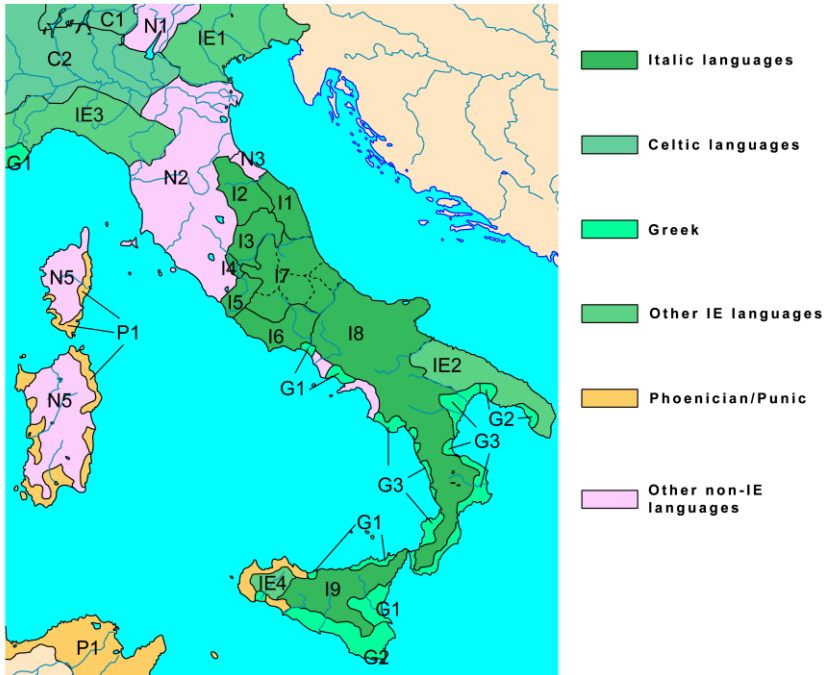 C1
N1
IE1
C2
IE3
G1
N3
N2
I2
I1
I3
I4
I7
I5
N5
P1
I6
I8
IE2
G1
N5
G2
G3
G3
G1
IE4
I9
G1
P1
G2
Italic languages
Celtic languages
Greek
Other IE languages
Phoenician/Punic
Other non-IE
languages